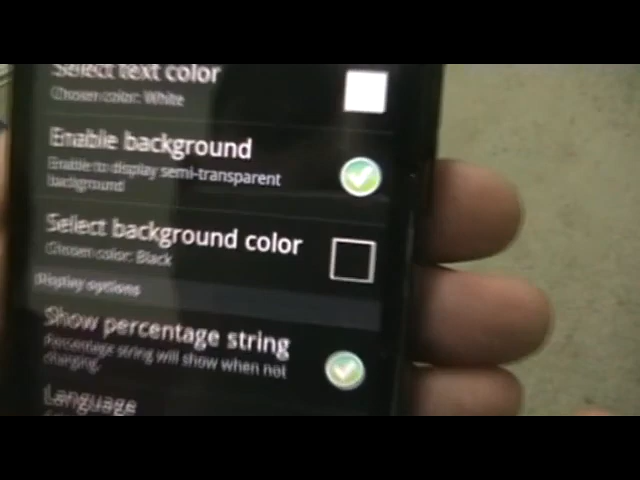 Select text color
Chosen color: White
Enable background
Enable to display semi-transparent
background
Select background color
Chosen color: Black
Display options
Show percentage string
Percentage string will show when not
charging.
Language